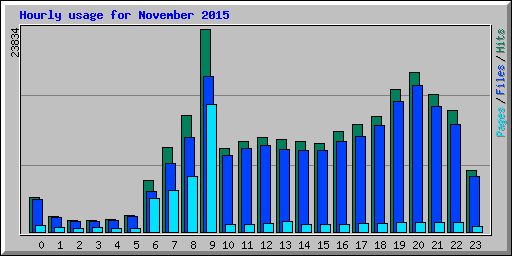 Hourly usage for November 2015
23834
Pages / Files / Hits
0 1 2 3 4 5 6 7 8 9 10 11 12 13 14 15 16 17 18 19 20 21 22 23